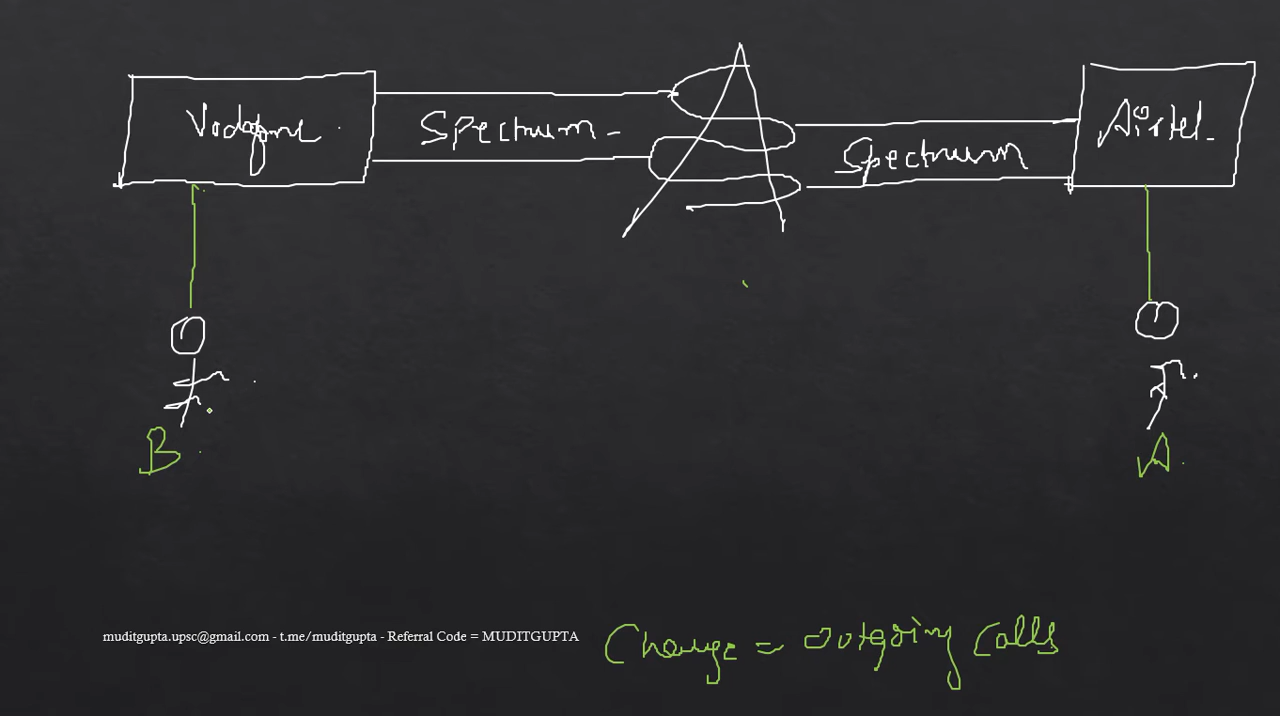 Vodafone
Spectrum
Spectrum
Airtel
B
A
muditgupta.upsc@gmail.com - t.me/muditgupta - Referral Code = MUDITGUPTA
Charge = Outgoing Calls